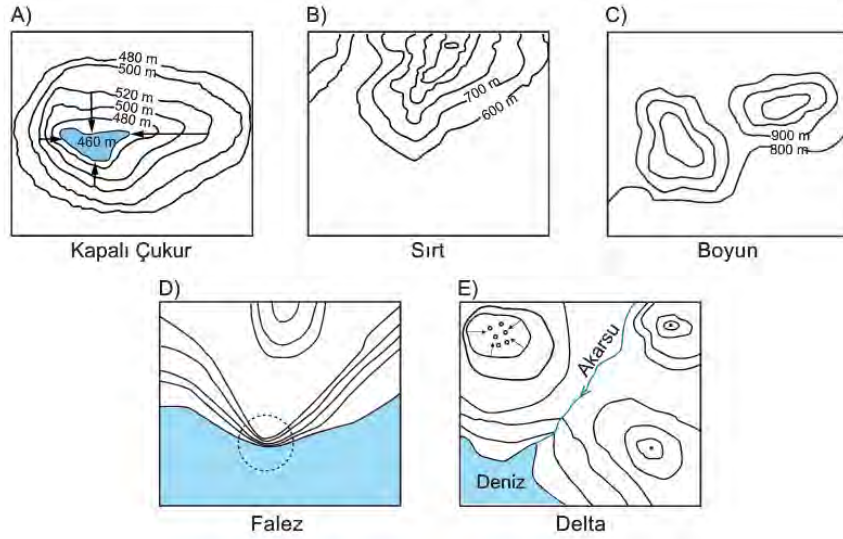 A)
480 m
500 m
520 m
500 m
480 m
460 m
Kapalı Çukur
B)
700 m
600 m
Sırt
C)
900 m
800 m
Boyun
D)
Falez
E)
Akarsu
Deniz
Delta